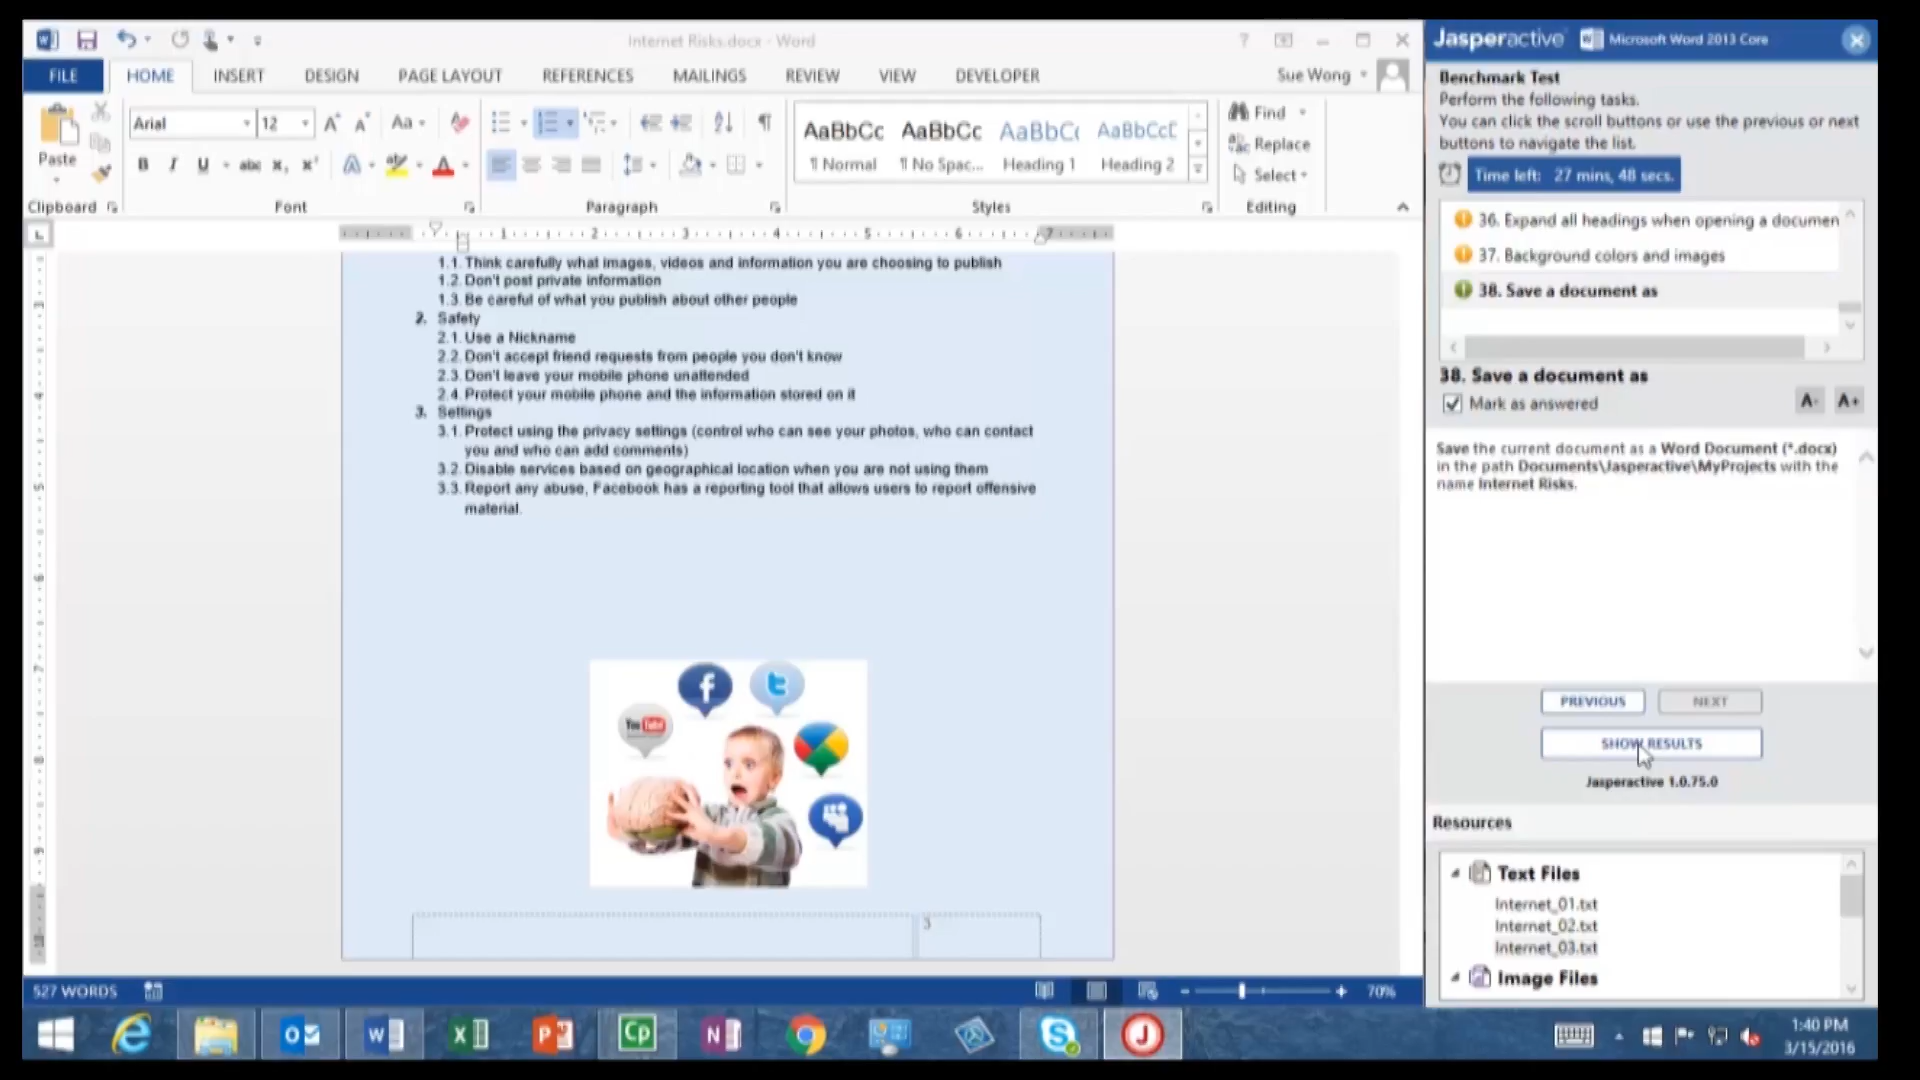 Internet Risks.docx - Word
FILE
HOME
INSERT
DESIGN
PAGE LAYOUT
REFERENCES
MAILINGS
REVIEW
VIEW
DEVELOPER
Sue Wong
Paste
Arial
12
Aa
B I U abc x, x'
AaBbCc AaBbCc AaBbCc AaBbCcD
¶ Normal ¶ No Spac... Heading 1 Heading 2
Find
Replace
Select
Clipboard
Font
Paragraph
Styles
Editing
1 2 3 4 5 6 7
1.1. Think carefully what images, videos and information you are choosing to publish
1.2. Don't post private information
1.3. Be careful of what you publish about other people
2. Safety
2.1. Use a Nickname
2.2. Don't accept friend requests from people you don't know
2.3. Don't leave your mobile phone unattended
2.4. Protect your mobile phone and the information stored on it
3. Settings
3.1. Protect using the privacy settings (control who can see your photos, who can contact
you and who can add comments)
3.2. Disable services based on geographical location when you are not using them
3.3. Report any abuse, Facebook has a reporting tool that allows users to report offensive
material.
You Tube
3
527 WORDS
70%
Jasperactive Microsoft Word 2013 Core
Benchmark Test
Perform the following tasks.
You can click the scroll buttons or use the previous or next
buttons to navigate the list.
Time left: 27 mins, 48 secs.
36. Expand all headings when opening a documen
37. Background colors and images
38. Save a document as
38. Save a document as
Mark as answered
A- A+
Save the current document as a Word Document (*.docx)
in the path Documents\Jasperactive\MyProjects with the
name Internet Risks.
PREVIOUS
NEXT
SHOW RESULTS
Jasperactive 1.0.75.0
Resources
Text Files
Internet_01.txt
Internet_02.txt
Internet_03.txt
Image Files
1:40 PM
3/15/2016